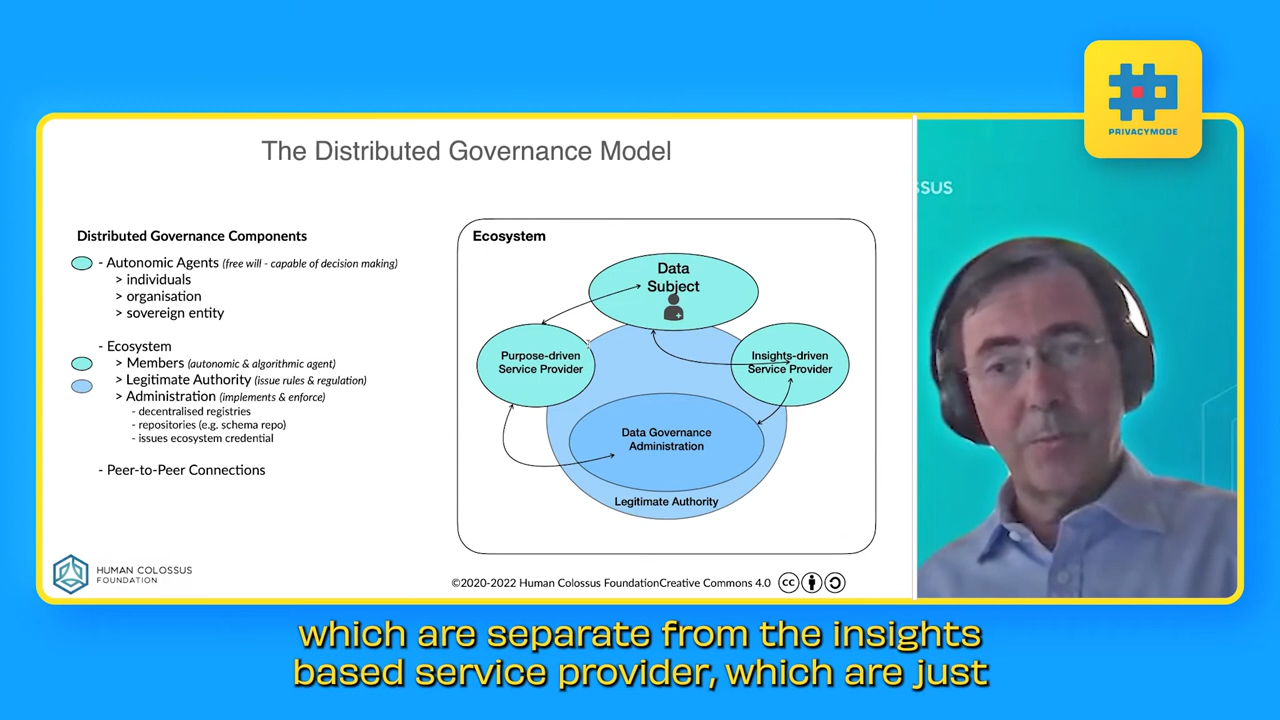 PRIVACYMODE
SSUS
The Distributed Governance Model
Distributed Governance Components
- Autonomic Agents (free will - capable of decision making)
> individuals
> organisation
> sovereign entity
- Ecosystem
> Members (autonomic & algorithmic agent)
> Legitimate Authority (issue rules & regulation)
> Administration (implements & enforce)
- decentralised registries
- repositories (e.g. schema repo)
- issues ecosystem credential
- Peer-to-Peer Connections
Ecosystem
Data
Subject
Purpose-driven
Service Provider
Insights-driven
Service Provider
Data Governance
Administration
Legitimate Authority
HUMAN COLOSSUS
FOUNDATION
©2020-2022 Human Colossus FoundationCreative Commons 4.0
which are separate from the insights
based service provider, which are just